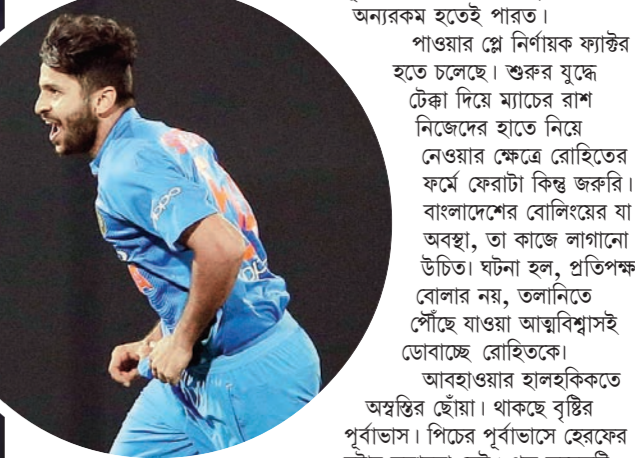 অন্যরকম হতেই পারত।
পাওয়ার প্লে নির্ণায়ক ফ্যাক্টর
হতে চলেছে। শুরুর যুদ্ধে
টেক্কা দিয়ে ম্যাচের রাশ
নিজেদের হাতে নিয়ে
নেওয়ার ক্ষেত্রে রোহিতের
ফর্মে ফেরাটা কিন্তু জরুরি।
বাংলাদেশের বোলিংয়ের যা
অবস্থা, তা কাজে লাগানো
উচিত। ঘটনা হল, প্রতিপক্ষ
বোলার নয়, তলানিতে
পৌঁছে যাওয়া আত্মবিশ্বাসই
ডোবাচ্ছে রোহিতকে।
আবহাওয়ার হালহকিকতে
অস্বস্তির ছোঁয়া। থাকছে বৃষ্টির
পূর্বাভাস। পিচের পূর্বাভাসে হেরফের
oppo